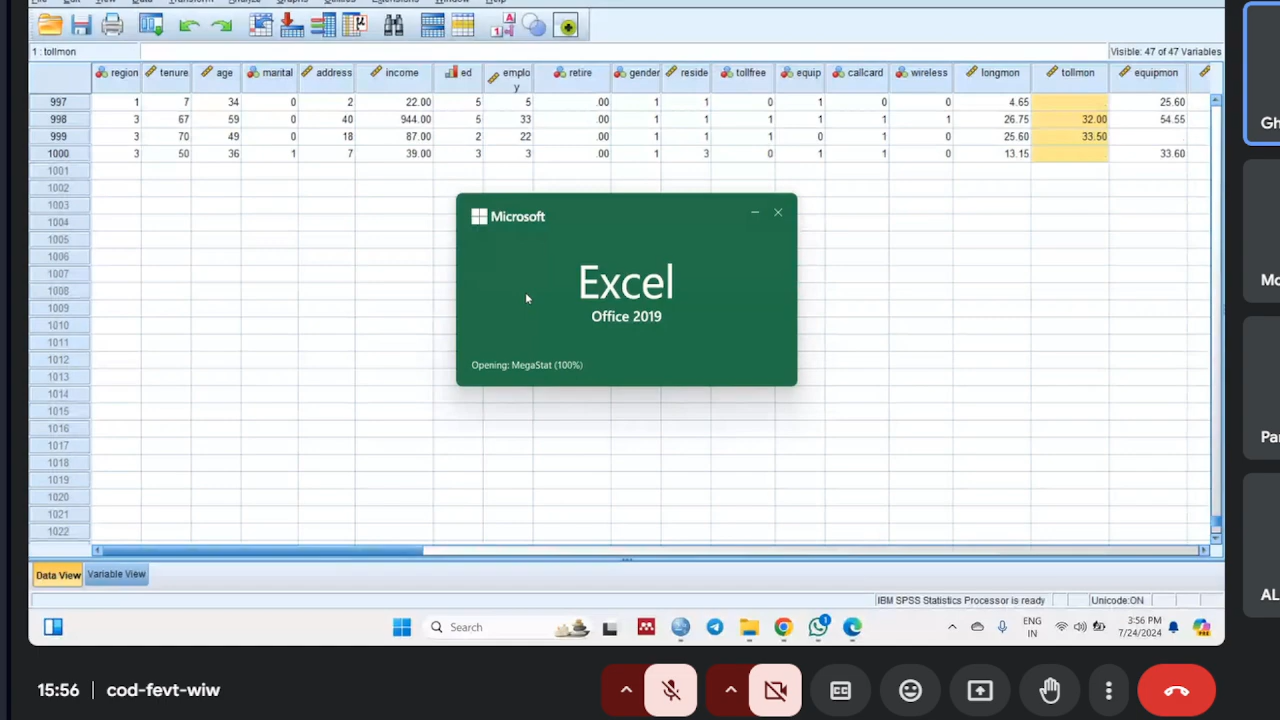 1 : tollmon
Visible: 47 of 47 Variables
region tenure age marital address income ed employ retire gender reside tollfree equip callcard wireless longmon tollmon equipmon
997 1 7 34 0 2 22.00 5 5 .00 1 1 0 1 0 0 4.65 . 25.60
998 3 67 59 0 40 944.00 5 33 .00 1 1 1 1 1 1 26.75 32.00 54.55
999 3 70 49 0 18 87.00 2 22 .00 1 1 1 0 1 0 25.60 33.50
1000 3 50 36 1 7 39.00 3 3 .00 1 3 0 1 1 0 13.15 . 33.60
1001
1002
1003
1004
1005
1006
1007
1008
1009
1010
1011
1012
1013
1014
1015
1016
1017
1018
1019
1020
1021
1022
Microsoft
Excel
Office 2019
Opening: MegaStat (100%)
Data View Variable View
IBM SPSS Statistics Processor is ready
Unicode:ON
Search
ENG
IN
3:56 PM
7/24/2024
15:56 cod-fevt-wiw
Gh
Mo
Pa
AL